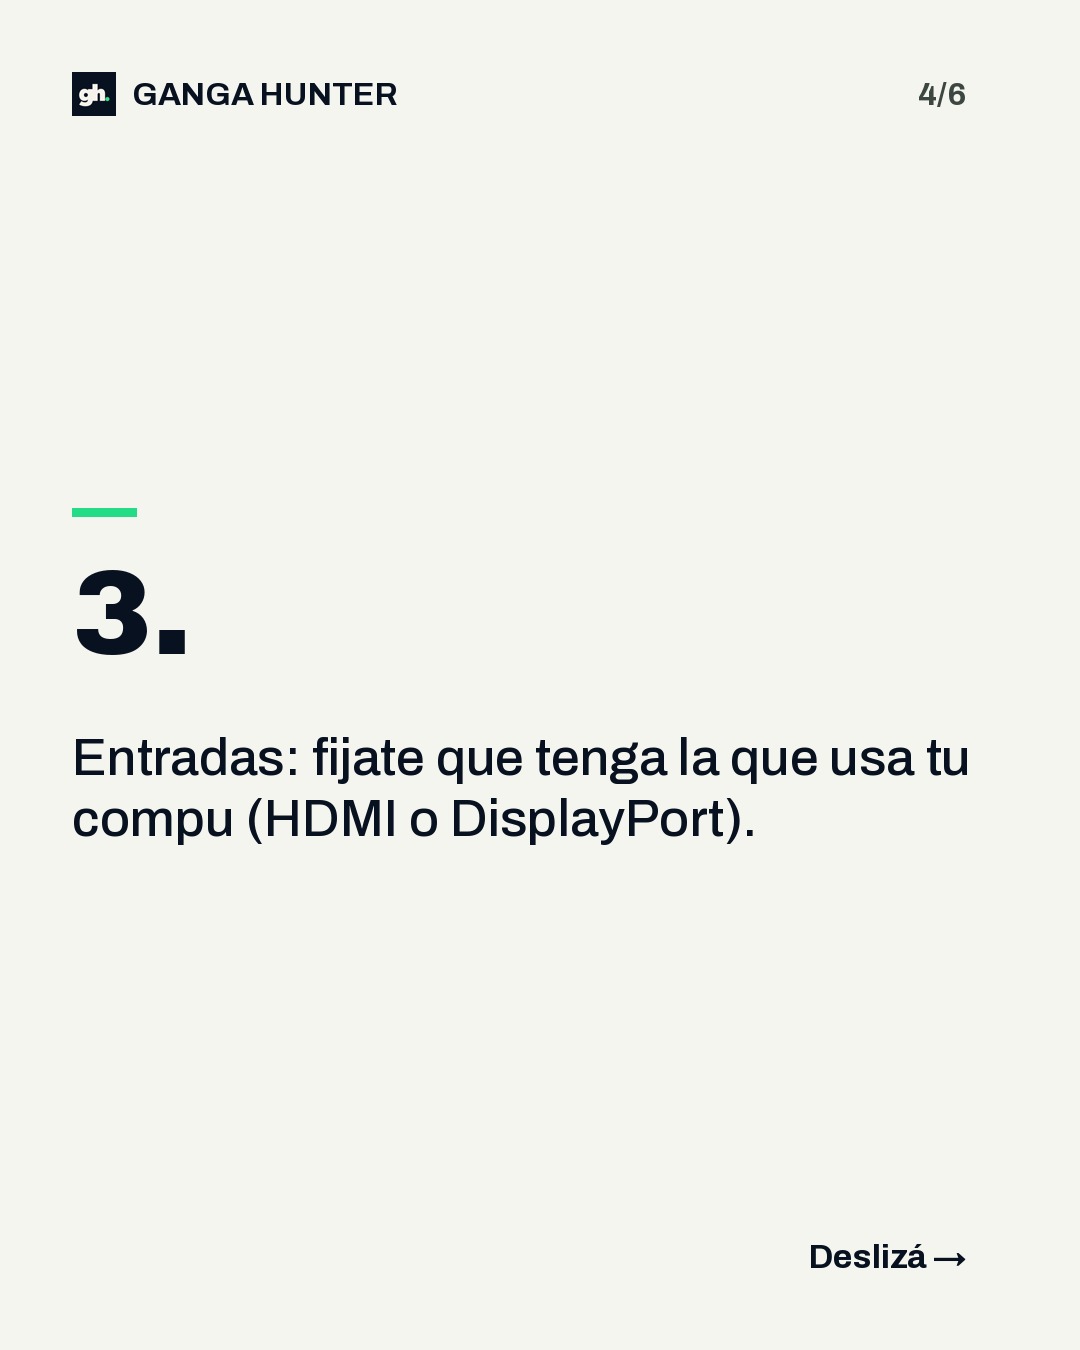 gh. GANGA HUNTER
4/6
3.
Entradas: fijate que tenga la que usa tu
compu (HDMI o DisplayPort).
Deslizá →